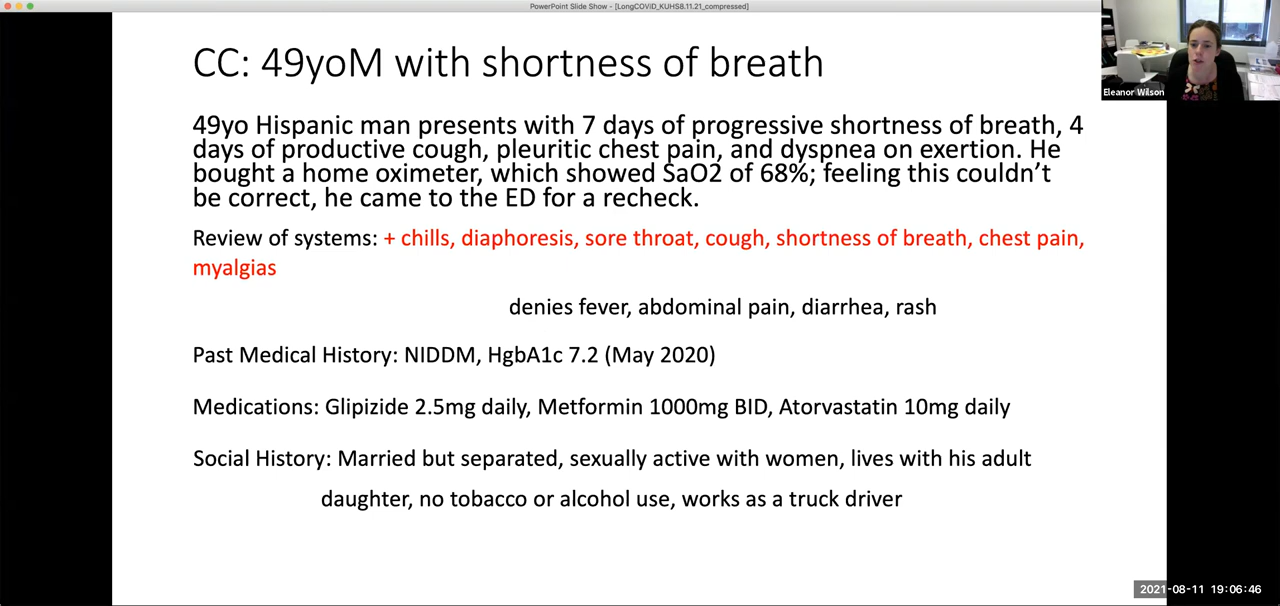 PowerPoint Slide Show - [LongCOVID_KUHS8.11.21_compressed]
CC: 49yoM with shortness of breath
Eleanor Wilson
49yo Hispanic man presents with 7 days of progressive shortness of breath, 4
days of productive cough, pleuritic chest pain, and dyspnea on exertion. He
bought a home oximeter, which showed SaO2 of 68%; feeling this couldn’t
be correct, he came to the ED for a recheck.
Review of systems: + chills, diaphoresis, sore throat, cough, shortness of breath, chest pain,
myalgias
denies fever, abdominal pain, diarrhea, rash
Past Medical History: NIDDM, HgbA1c 7.2 (May 2020)
Medications: Glipizide 2.5mg daily, Metformin 1000mg BID, Atorvastatin 10mg daily
Social History: Married but separated, sexually active with women, lives with his adult
daughter, no tobacco or alcohol use, works as a truck driver
2021-08-11 19:06:46